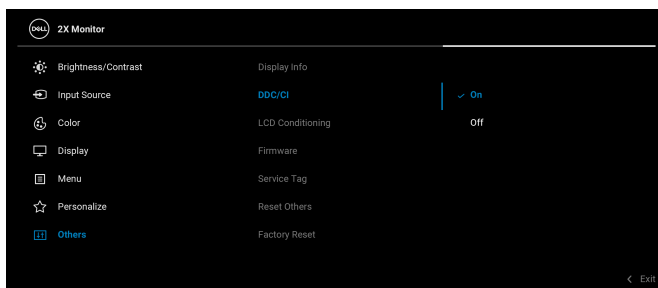 DELL 2X Monitor
Brightness/Contrast Display Info
Input Source DDC/CI On
Color LCD Conditioning Off
Display Firmware
Menu Service Tag
Personalize Reset Others
Others Factory Reset
Exit